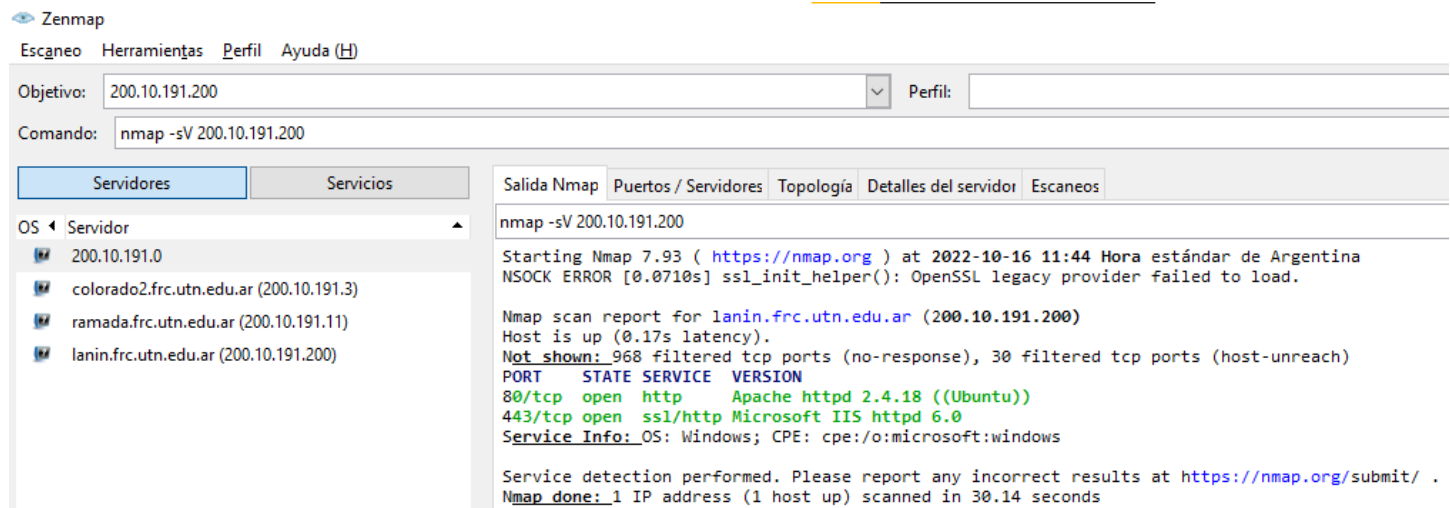 Zenmap
Escaneo Herramientas Perfil Ayuda (H)
Objetivo: 200.10.191.200 Perfil:
Comando: nmap -sV 200.10.191.200
Servidores Servicios
OS Servidor
200.10.191.0
colorado2.frc.utn.edu.ar (200.10.191.3)
ramada.frc.utn.edu.ar (200.10.191.11)
lanin.frc.utn.edu.ar (200.10.191.200)
Salida Nmap Puertos / Servidores Topología Detalles del servidor Escaneos
nmap -sV 200.10.191.200
Starting Nmap 7.93 ( https://nmap.org ) at 2022-10-16 11:44 Hora estándar de Argentina
NSOCK ERROR [0.0710s] ssl_init_helper(): OpenSSL legacy provider failed to load.
Nmap scan report for lanin.frc.utn.edu.ar (200.10.191.200)
Host is up (0.17s latency).
Not shown: 968 filtered tcp ports (no-response), 30 filtered tcp ports (host-unreach)
PORT STATE SERVICE VERSION
80/tcp open http Apache httpd 2.4.18 ((Ubuntu))
443/tcp open ssl/http Microsoft IIS httpd 6.0
Service Info: OS: Windows; CPE: cpe:/o:microsoft:windows
Service detection performed. Please report any incorrect results at https://nmap.org/submit/ .
Nmap done: 1 IP address (1 host up) scanned in 30.14 seconds